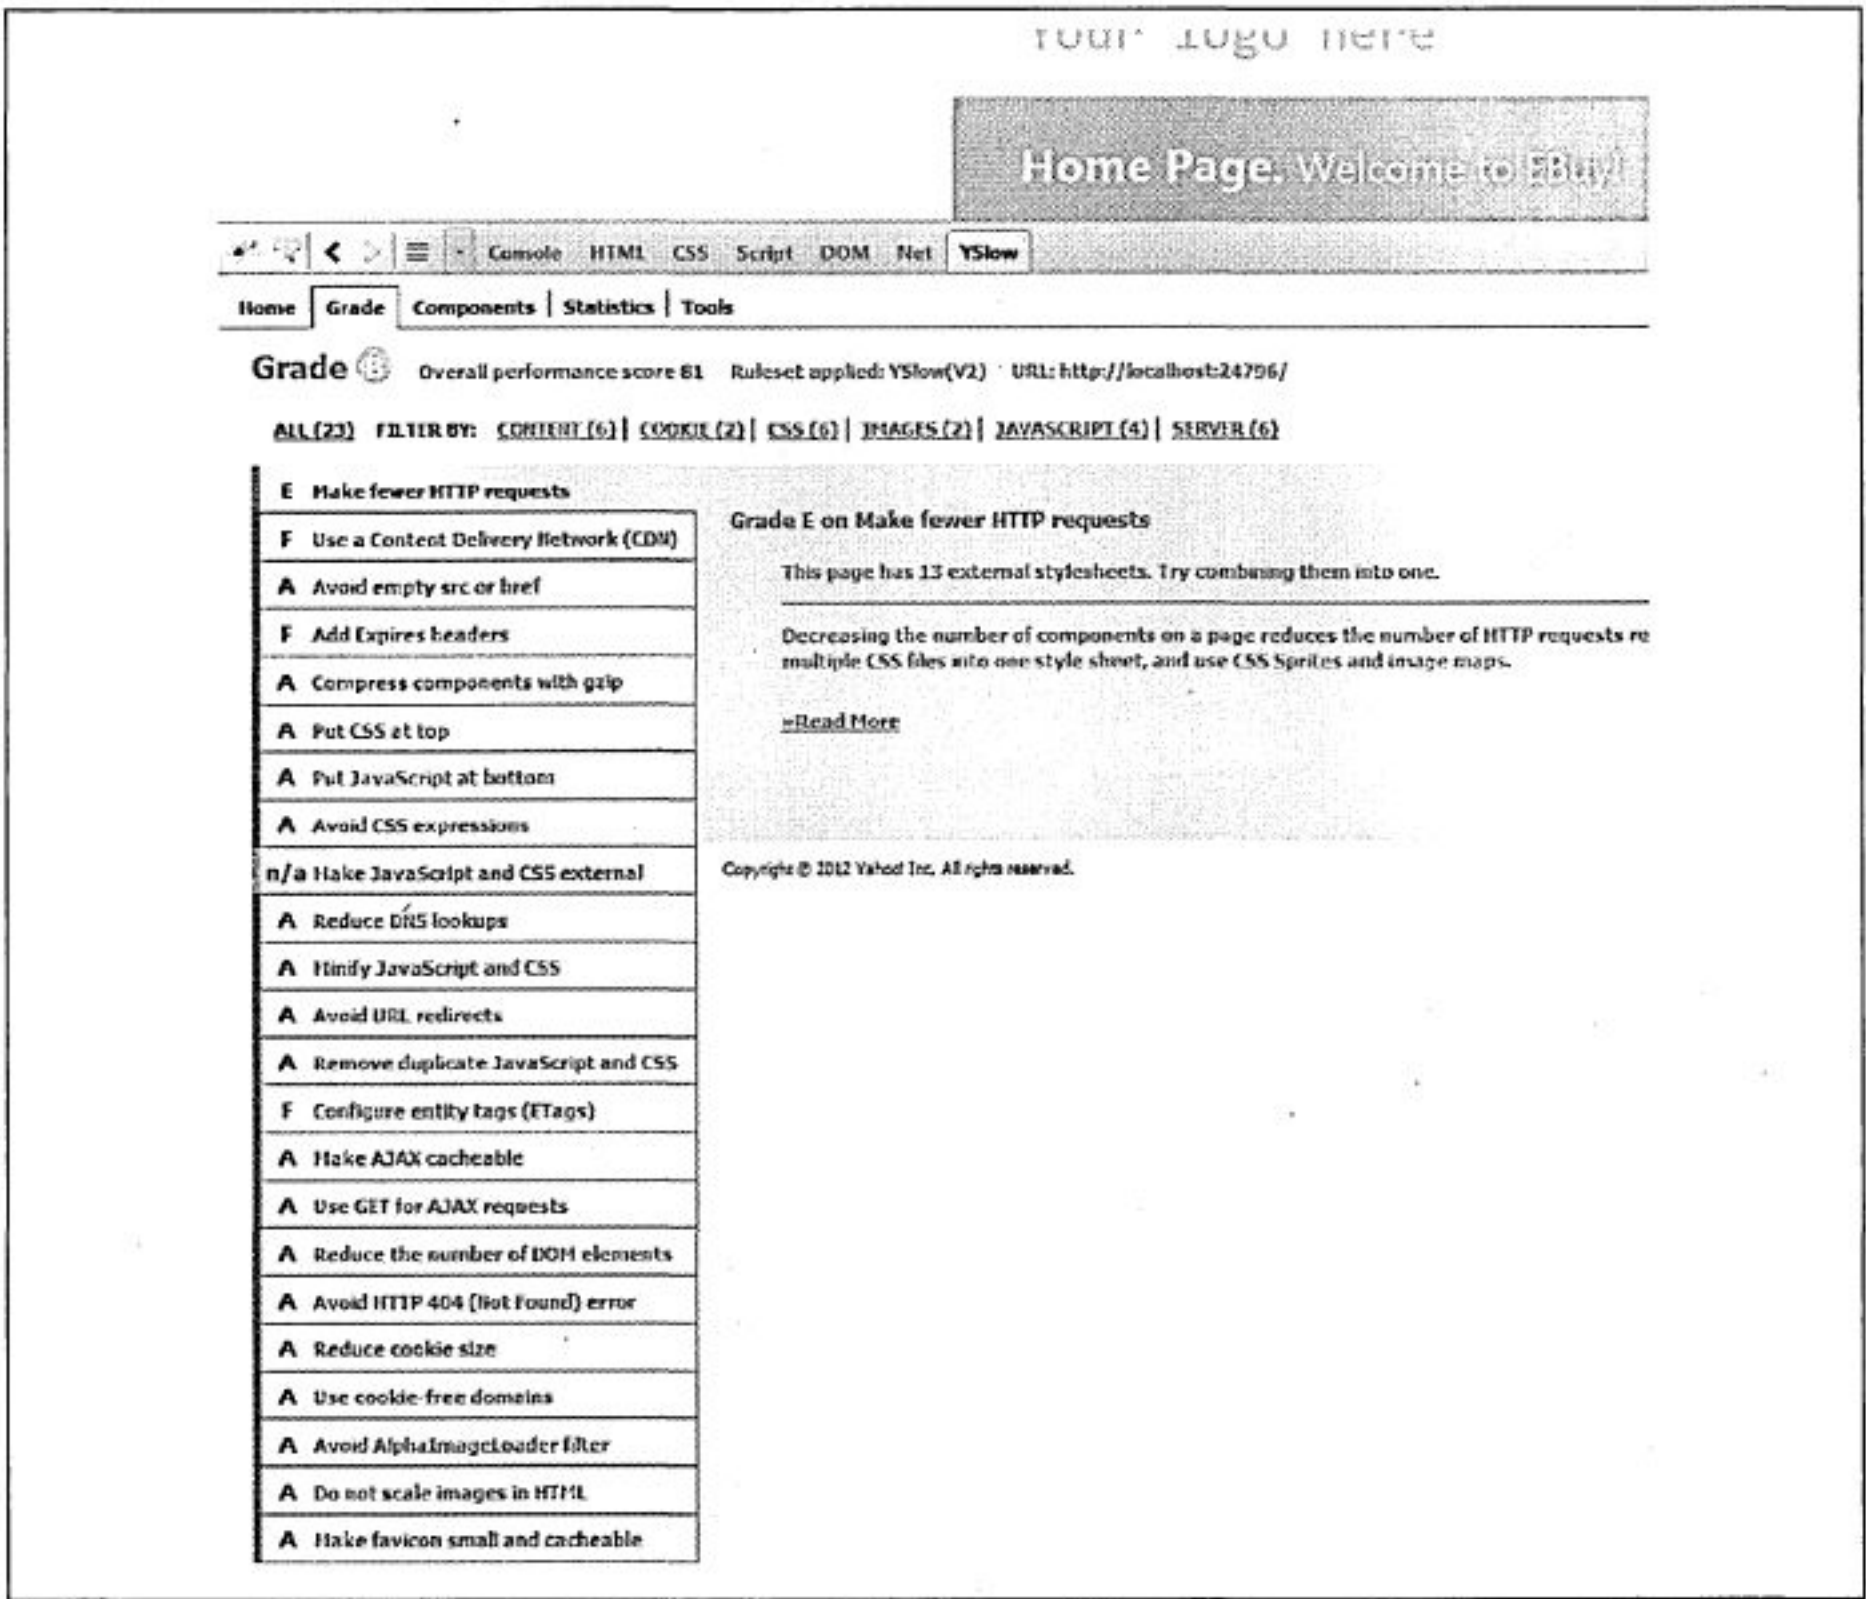 your logo here
Home Page. Welcome to EBuy!
Console HTML CSS Script DOM Net YSlow
Home Grade Components | Statistics | Tools
Grade Overall performance score 81 Ruleset applied: YSlow(V2) URL: http://localhost:24796/
ALL (23) FILTER BY: CONTENT (6) | COOKIE (2) | CSS (6) | IMAGES (2) | JAVASCRIPT (4) | SERVER (6)
E Make fewer HTTP requests
F Use a Content Delivery Network (CDN)
A Avoid empty src or href
F Add Expires headers
A Compress components with gzip
A Put CSS at top
A Put JavaScript at bottom
A Avoid CSS expressions
n/a Make JavaScript and CSS external
A Reduce DNS lookups
A Minify JavaScript and CSS
A Avoid URL redirects
A Remove duplicate JavaScript and CSS
F Configure entity tags (ETags)
A Make AJAX cacheable
A Use GET for AJAX requests
A Reduce the number of DOM elements
A Avoid HTTP 404 (Not Found) error
A Reduce cookie size
A Use cookie-free domains
A Avoid AlphaImageLoader filter
A Do not scale images in HTML
A Make favicon small and cacheable
Grade E on Make fewer HTTP requests
This page has 13 external stylesheets. Try combining them into one.
Decreasing the number of components on a page reduces the number of HTTP requests re
multiple CSS files into one style sheet, and use CSS Sprites and image maps.
»Read More
Copyright © 2012 Yahoo! Inc. All rights reserved.